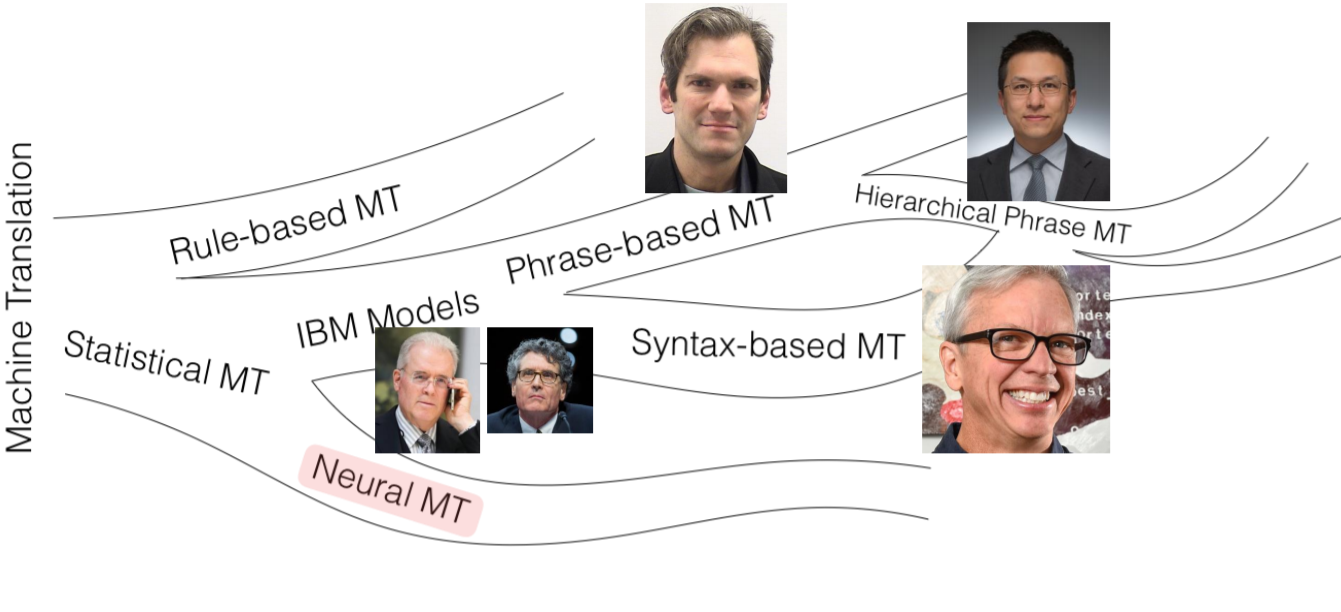 Machine Translation
Rule-based MT
Statistical MT
IBM Models
Phrase-based MT
Hierarchical Phrase MT
Syntax-based MT
Neural MT